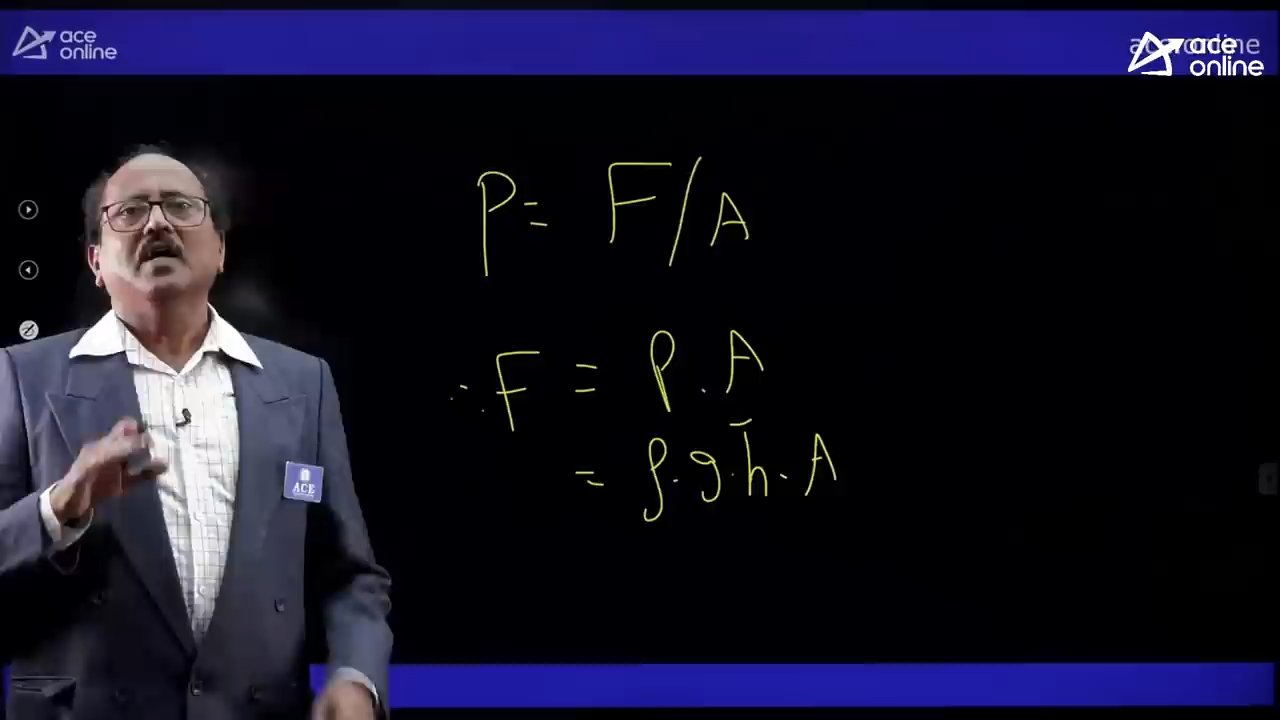 ace online
ace online
P = F/A
∴ F = P . A
= ρ . g . h̄ . A
ACE